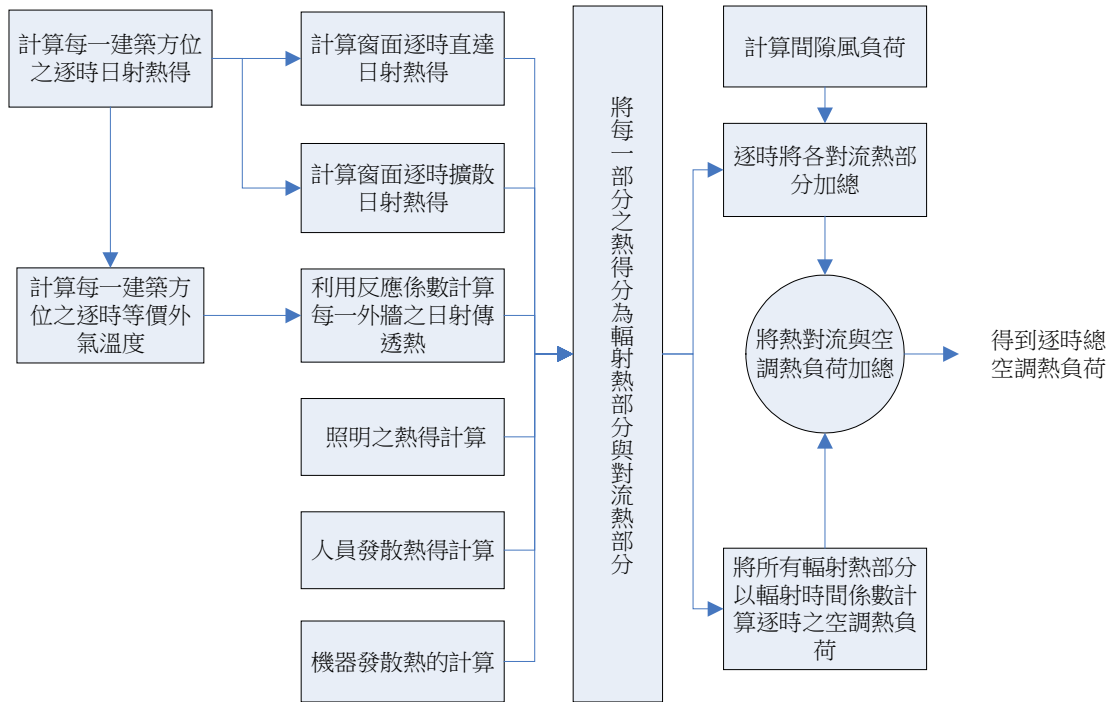 計算每一建築方位
之逐時日射熱得
計算窗面逐時直達
日射熱得
計算窗面逐時擴散
日射熱得
計算每一建築方
位之逐時等價外
氣溫度
利用反應係數計算
每一外牆之日射傳
透熱
照明之熱得計算
人員發散熱得計算
機器發散熱的計算
將每一部分之熱得分為輻射熱部分與對流熱部分
計算間隙風負荷
逐時將各對流熱部
分加總
將熱對流與空
調熱負荷加總
得到逐時總
空調熱負荷
將所有輻射熱部分
以輻射時間係數計
算逐時之空調熱負
荷